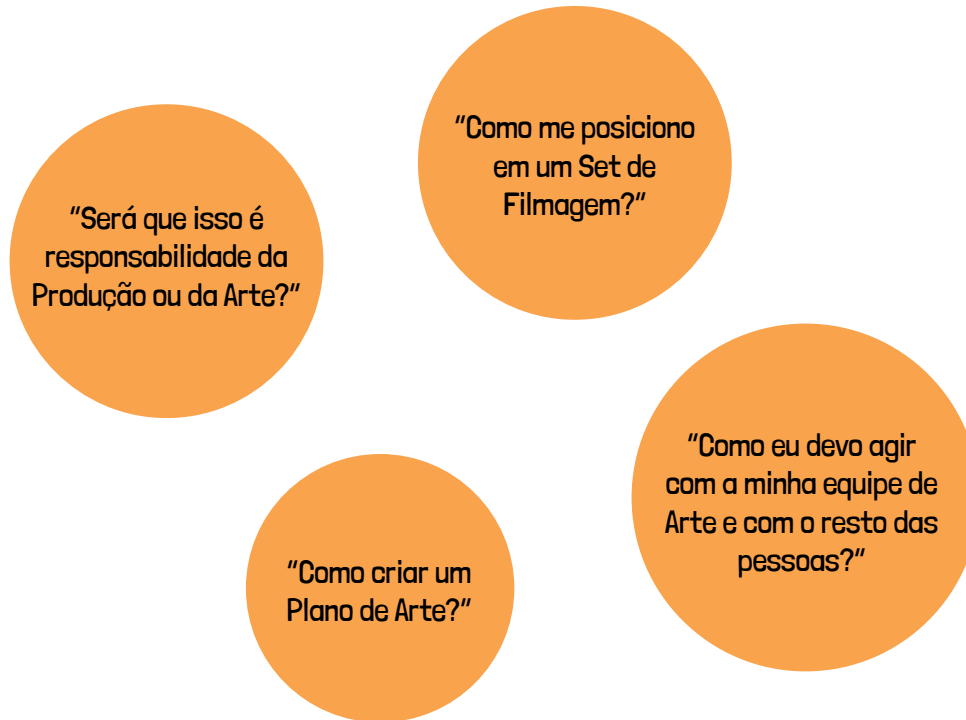 "Como me posiciono
em um Set de
Filmagem?"
"Será que isso é
responsabilidade da
Produção ou da Arte?"
"Como eu devo agir
com a minha equipe de
Arte e com o resto das
pessoas?"
"Como criar um
Plano de Arte?"